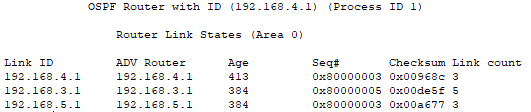 OSPF Router with ID (192.168.4.1) (Process ID 1)
Router Link States (Area 0)
Link ID ADV Router Age Seq# Checksum Link count
192.168.4.1 192.168.4.1 413 0x80000003 0x00968c 3
192.168.3.1 192.168.3.1 384 0x80000005 0x00de5f 5
192.168.5.1 192.168.5.1 384 0x80000003 0x00a677 3